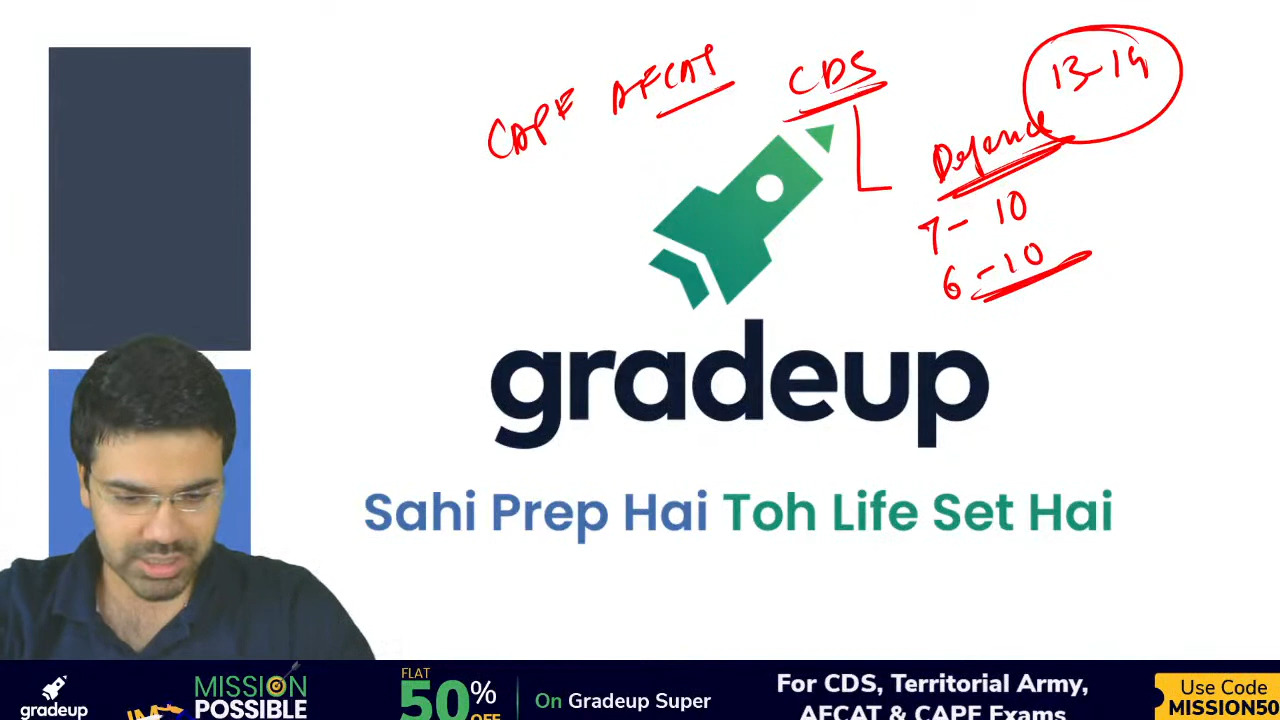 CAPF AFCAT CDS
13-14
Defence
7-10
6-10
gradeup
Sahi Prep Hai Toh Life Set Hai
gradeup
MISSION
POSSIBLE
FLAT
50%
OFF
On Gradeup Super
For CDS, Territorial Army,
AFCAT & CAPF Exams
Use Code
MISSION50